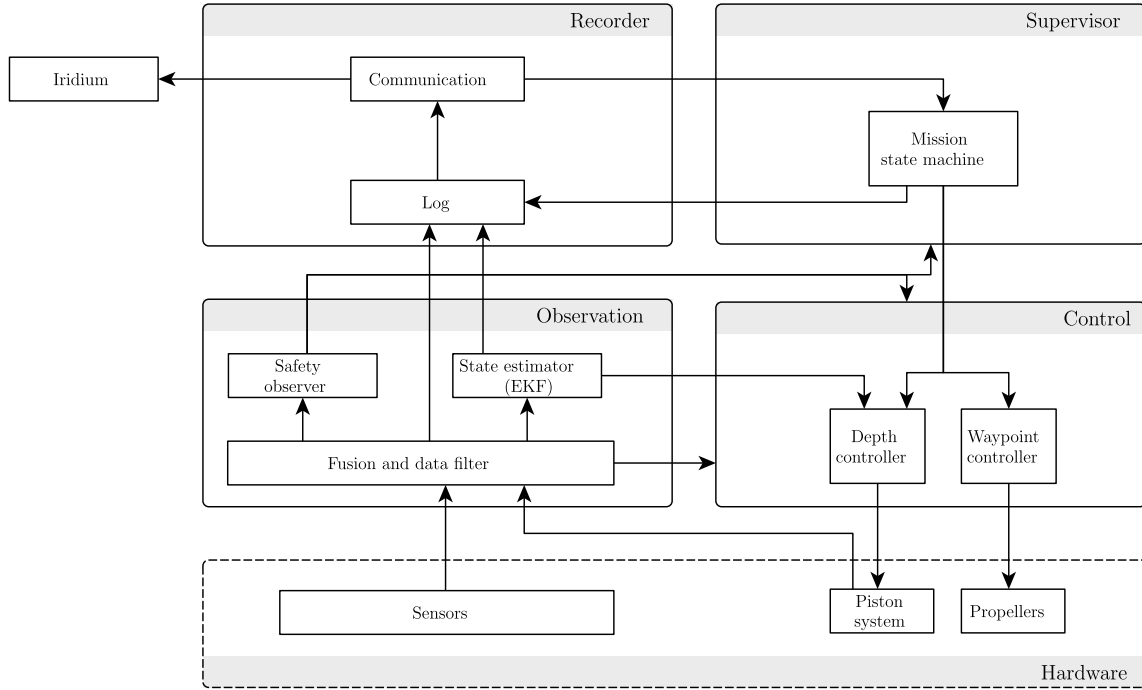 Recorder
Supervisor
Iridium
Communication
Mission
state machine
Log
Observation
Control
Safety
observer
State estimator
(EKF)
Depth
controller
Waypoint
controller
Fusion and data filter
Sensors
Piston
system
Propellers
Hardware